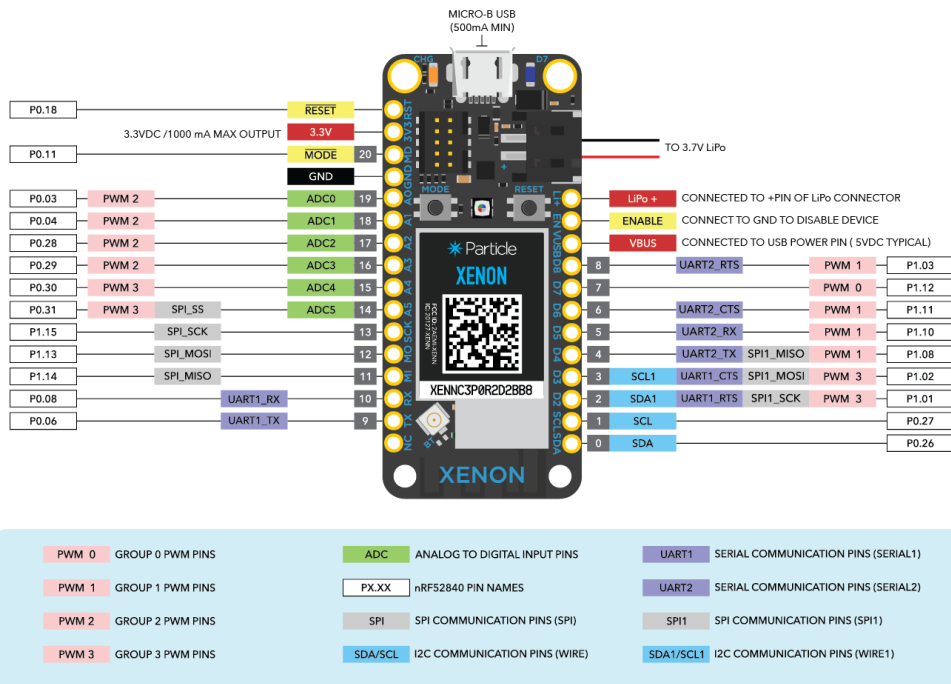 MICRO-B USB
(500mA MIN)
CHG
D7
P0.18 RESET RST
3.3VDC /1000 mA MAX OUTPUT 3.3V 3V3
P0.11 MODE 20 MD
GND GND
TO 3.7V LiPo
MODE RESET
P0.03 PWM 2 ADC0 19 A0
P0.04 PWM 2 ADC1 18 A1
P0.28 PWM 2 ADC2 17 A2
P0.29 PWM 2 ADC3 16 A3
P0.30 PWM 3 ADC4 15 A4
P0.31 PWM 3 SPI_SS ADC5 14 A5
P1.15 SPI_SCK 13 SCK
P1.13 SPI_MOSI 12 MO
P1.14 SPI_MISO 11 MI
P0.08 UART1_RX 10 RX
P0.06 UART1_TX 9 TX
NC
Particle
XENON
FCC ID: 2AEMI-XENN
IC: 20127-XENN
XENNC3P0R2D2BB8
BT
XENON
Li+ LiPo + CONNECTED TO +PIN OF LiPo CONNECTOR
EN ENABLE CONNECT TO GND TO DISABLE DEVICE
VUSB VBUS CONNECTED TO USB POWER PIN ( 5VDC TYPICAL)
D8 8 UART2_RTS PWM 1 P1.03
D7 7 PWM 0 P1.12
D6 6 UART2_CTS PWM 1 P1.11
D5 5 UART2_RX PWM 1 P1.10
D4 4 UART2_TX SPI1_MISO PWM 1 P1.08
D3 3 SCL1 UART1_CTS SPI1_MOSI PWM 3 P1.02
D2 2 SDA1 UART1_RTS SPI1_SCK PWM 3 P1.01
SCL 1 SCL P0.27
SDA 0 SDA P0.26
PWM 0 GROUP 0 PWM PINS
PWM 1 GROUP 1 PWM PINS
PWM 2 GROUP 2 PWM PINS
PWM 3 GROUP 3 PWM PINS
ADC ANALOG TO DIGITAL INPUT PINS
PX.XX nRF52840 PIN NAMES
SPI SPI COMMUNICATION PINS (SPI)
SDA/SCL I2C COMMUNICATION PINS (WIRE)
UART1 SERIAL COMMUNICATION PINS (SERIAL1)
UART2 SERIAL COMMUNICATION PINS (SERIAL2)
SPI1 SPI COMMUNICATION PINS (SPI1)
SDA1/SCL1 I2C COMMUNICATION PINS (WIRE1)